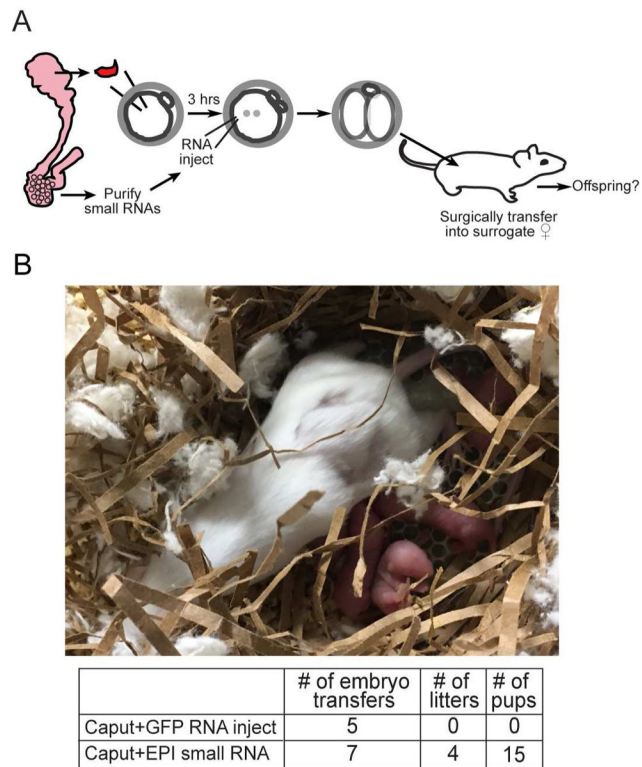 A
3 hrs
RNA
inject
Purify
small RNAs
Offspring?
Surgically transfer
into surrogate ♀
B
# of embryo transfers # of litters # of pups
Caput+GFP RNA inject 5 0 0
Caput+EPI small RNA 7 4 15